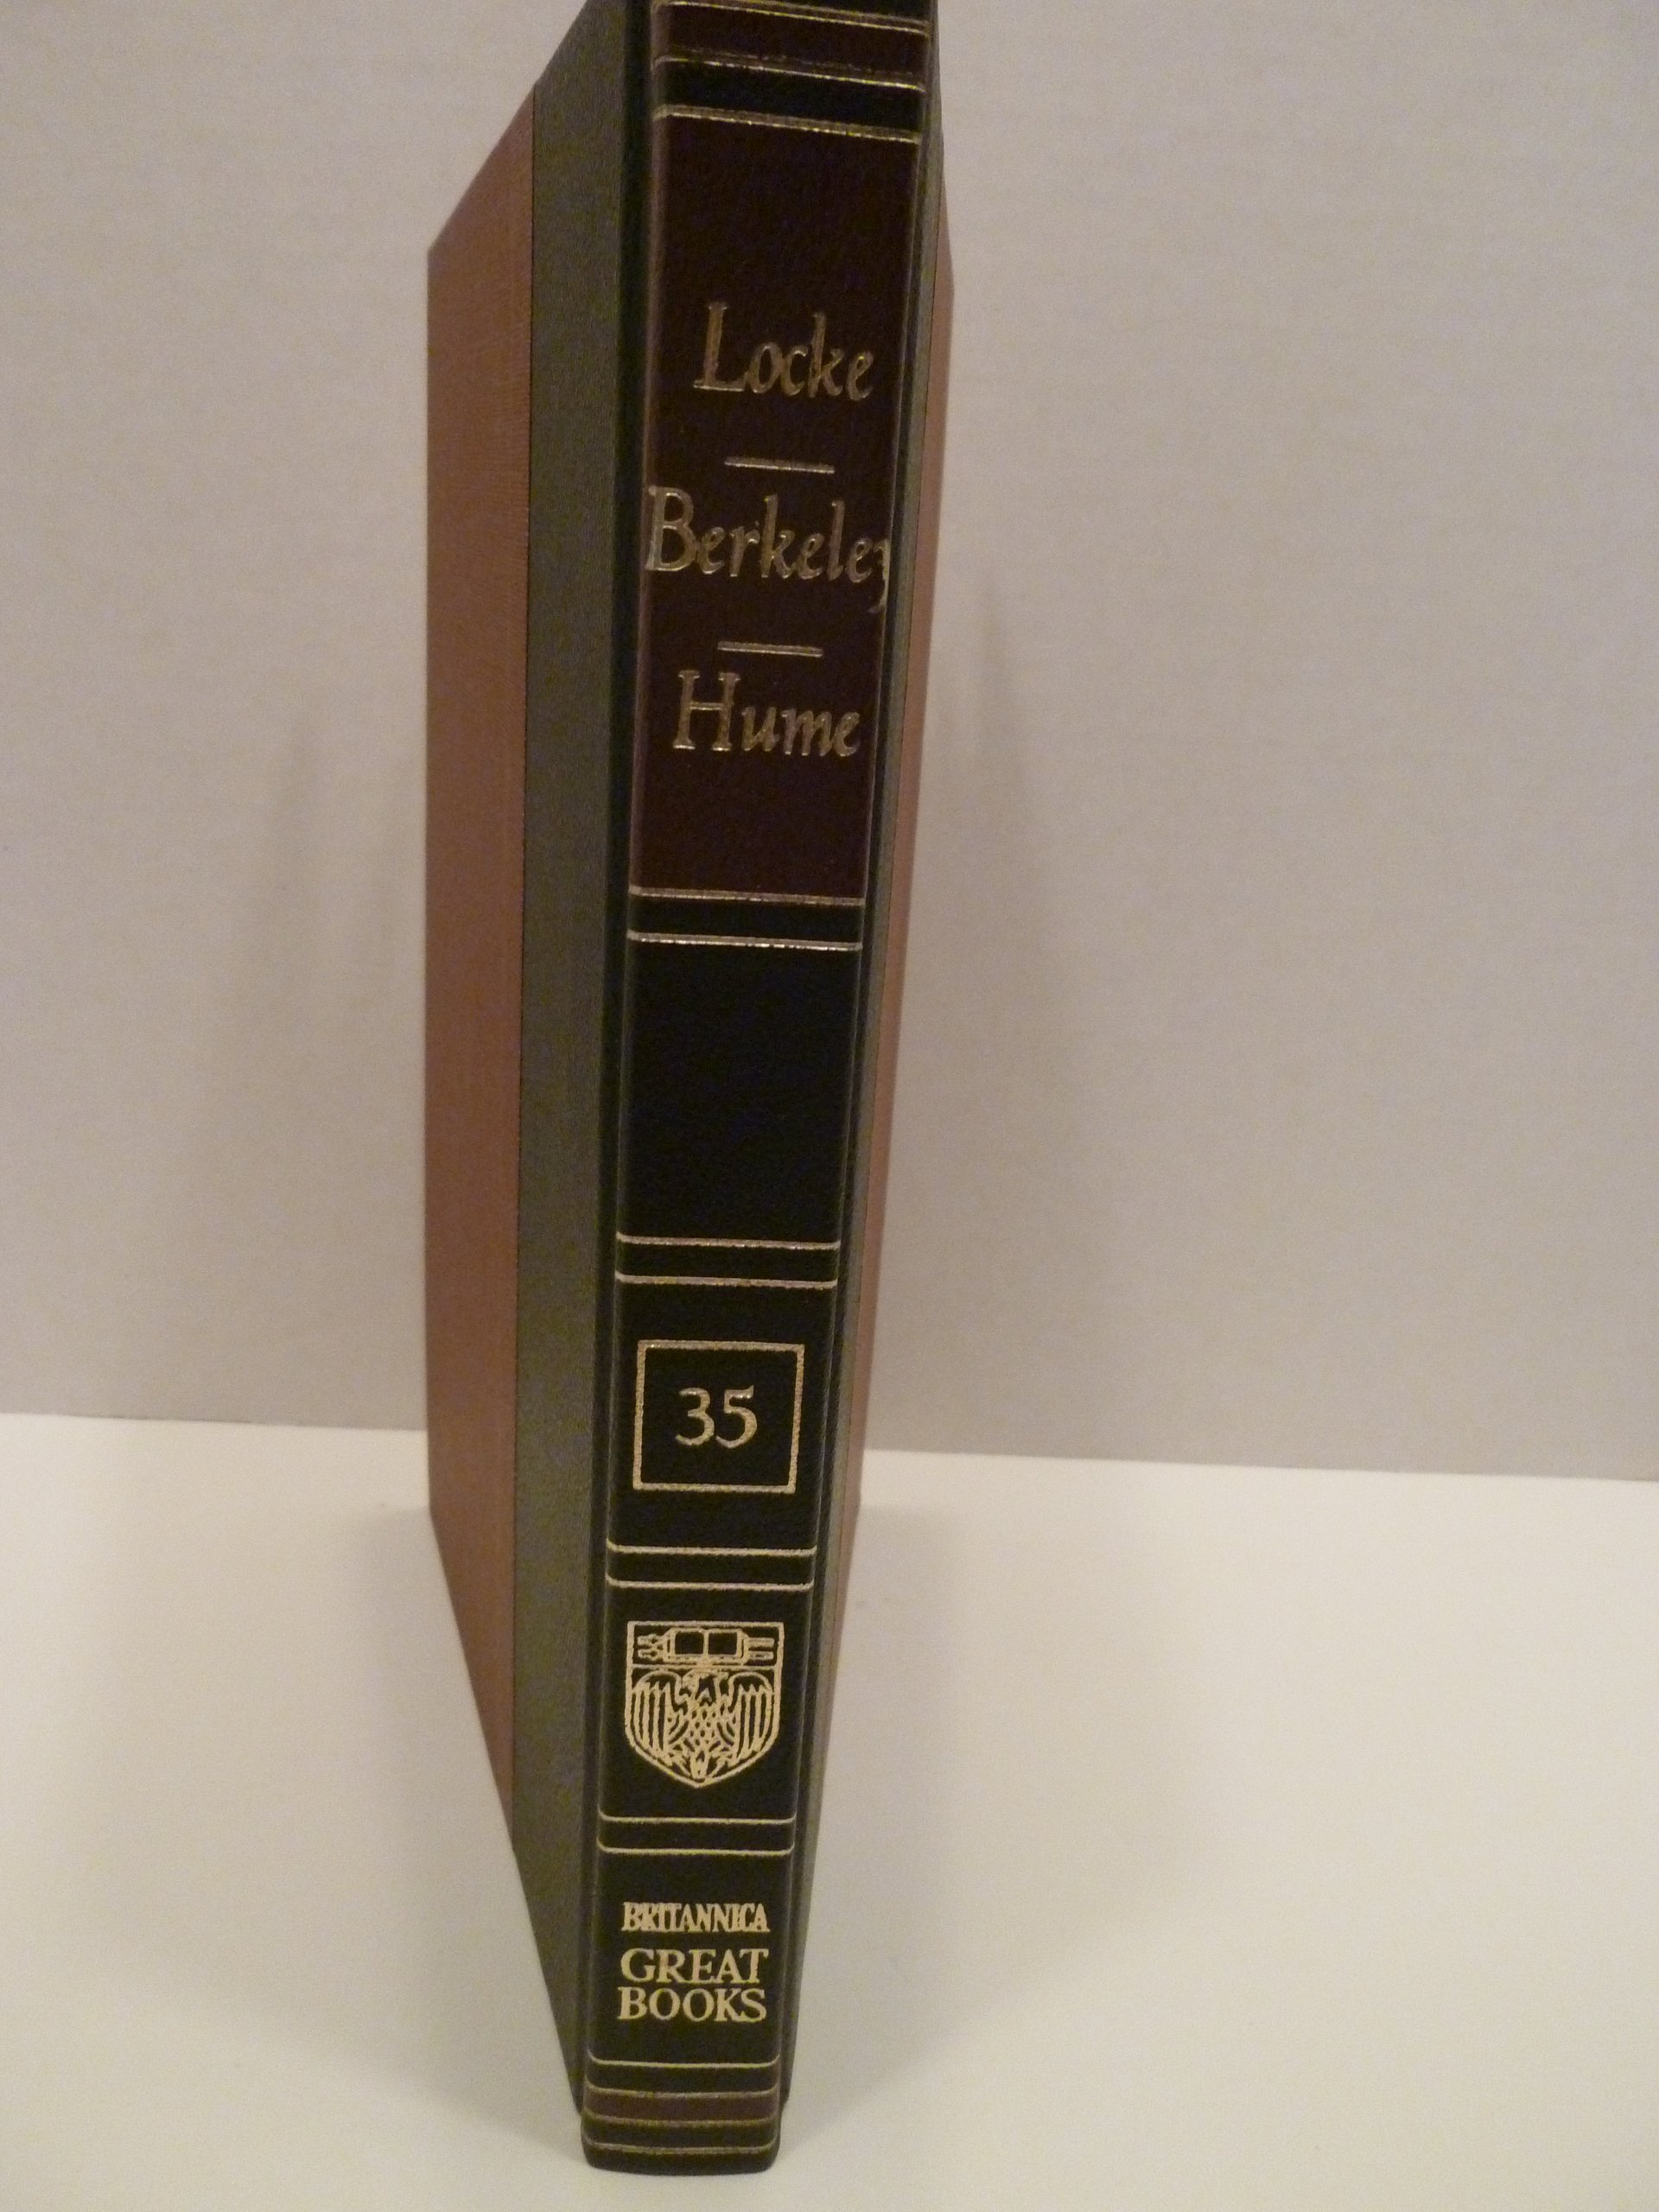 Locke
Berkeley
Hume
35
BRITANNICA
GREAT
BOOKS